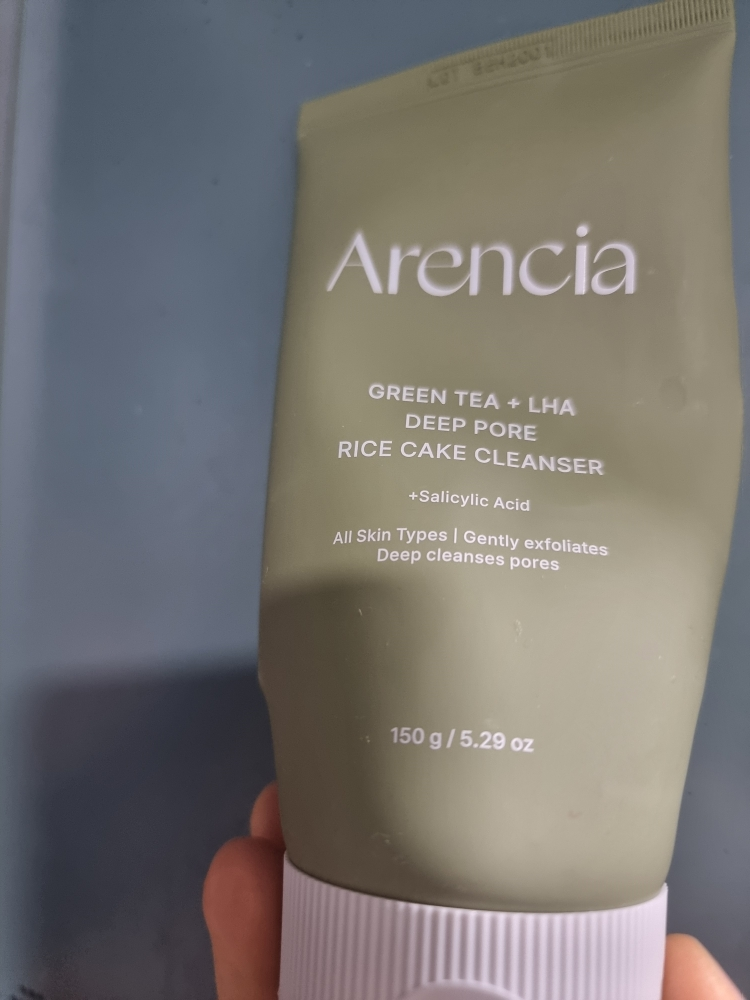 Arencia
GREEN TEA + LHA
DEEP PORE
RICE CAKE CLEANSER
+Salicylic Acid
All Skin Types | Gently exfoliates
Deep cleanses pores
150 g / 5.29 oz